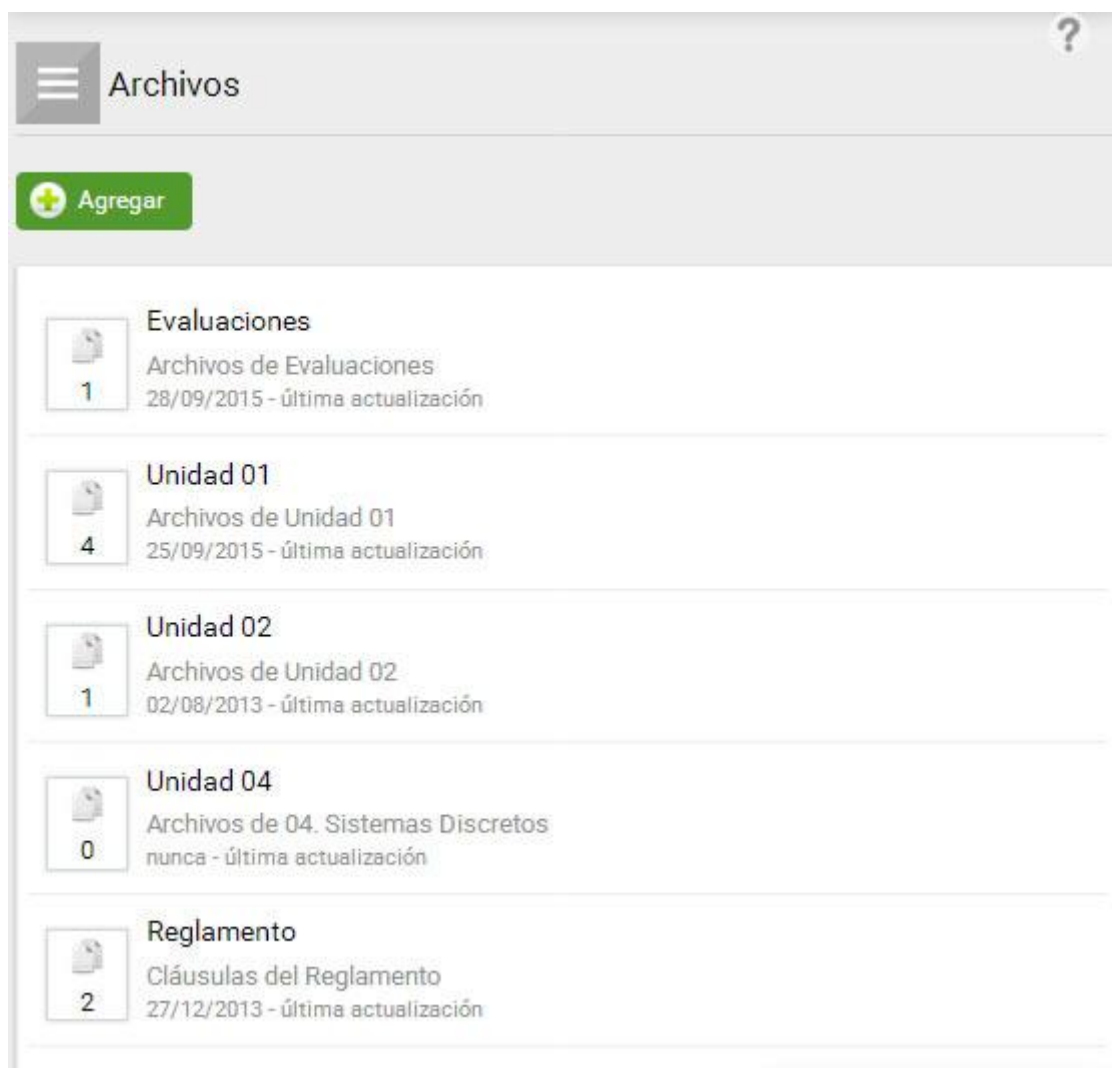 ?
Archivos
Agregar
Evaluaciones
Archivos de Evaluaciones
1
28/09/2015 - última actualización
Unidad 01
Archivos de Unidad 01
4
25/09/2015 - última actualización
Unidad 02
Archivos de Unidad 02
1
02/08/2013 - última actualización
Unidad 04
Archivos de 04. Sistemas Discretos
0
nunca - última actualización
Reglamento
Cláusulas del Reglamento
2
27/12/2013 - última actualización